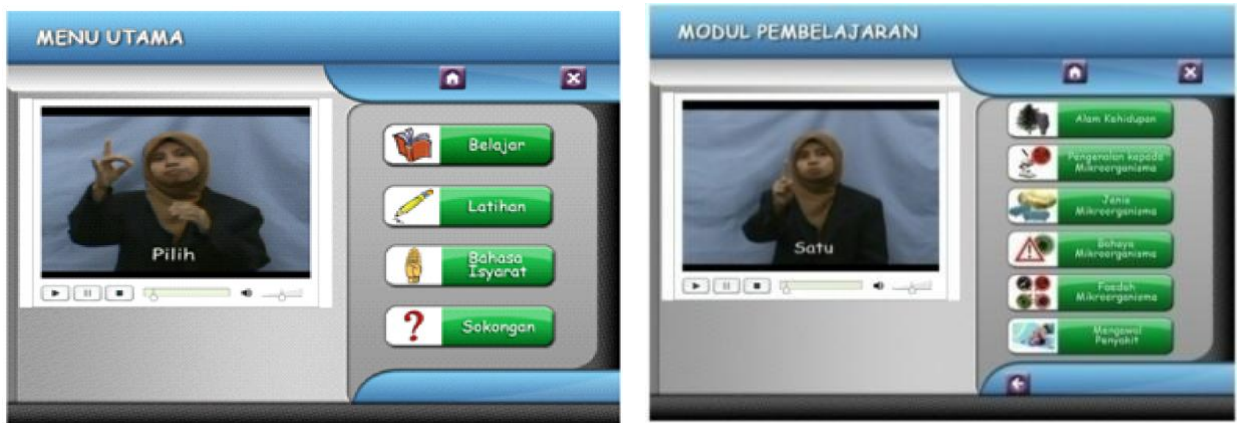 MENU UTAMA
Pilih
Belajar
Latihan
Bahasa
Isyarat
Sokongan
MODUL PEMBELAJARAN
Satu
Alam Kehidupan
Pengenalan kepada
Mikroorganisma
Jenis
Mikroorganisma
Bahaya
Mikroorganisma
Faedah
Mikroorganisma
Mengawal
Penyakit